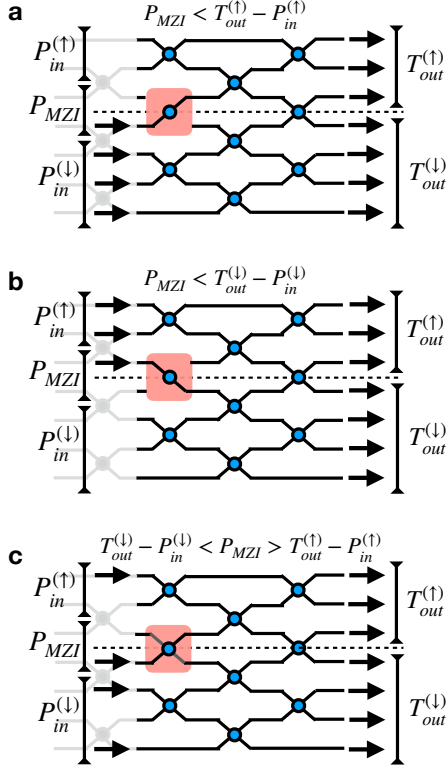 a
P_{MZI} < T_{out}^{(↑)} − P_{in}^{(↑)}
P_{in}^{(↑)}
T_{out}^{(↑)}
P_{MZI}
P_{in}^{(↓)}
T_{out}^{(↓)}
b
P_{MZI} < T_{out}^{(↓)} − P_{in}^{(↓)}
P_{in}^{(↑)}
T_{out}^{(↑)}
P_{MZI}
P_{in}^{(↓)}
T_{out}^{(↓)}
c
T_{out}^{(↓)} − P_{in}^{(↓)} < P_{MZI} > T_{out}^{(↑)} − P_{in}^{(↑)}
P_{in}^{(↑)}
T_{out}^{(↑)}
P_{MZI}
P_{in}^{(↓)}
T_{out}^{(↓)}